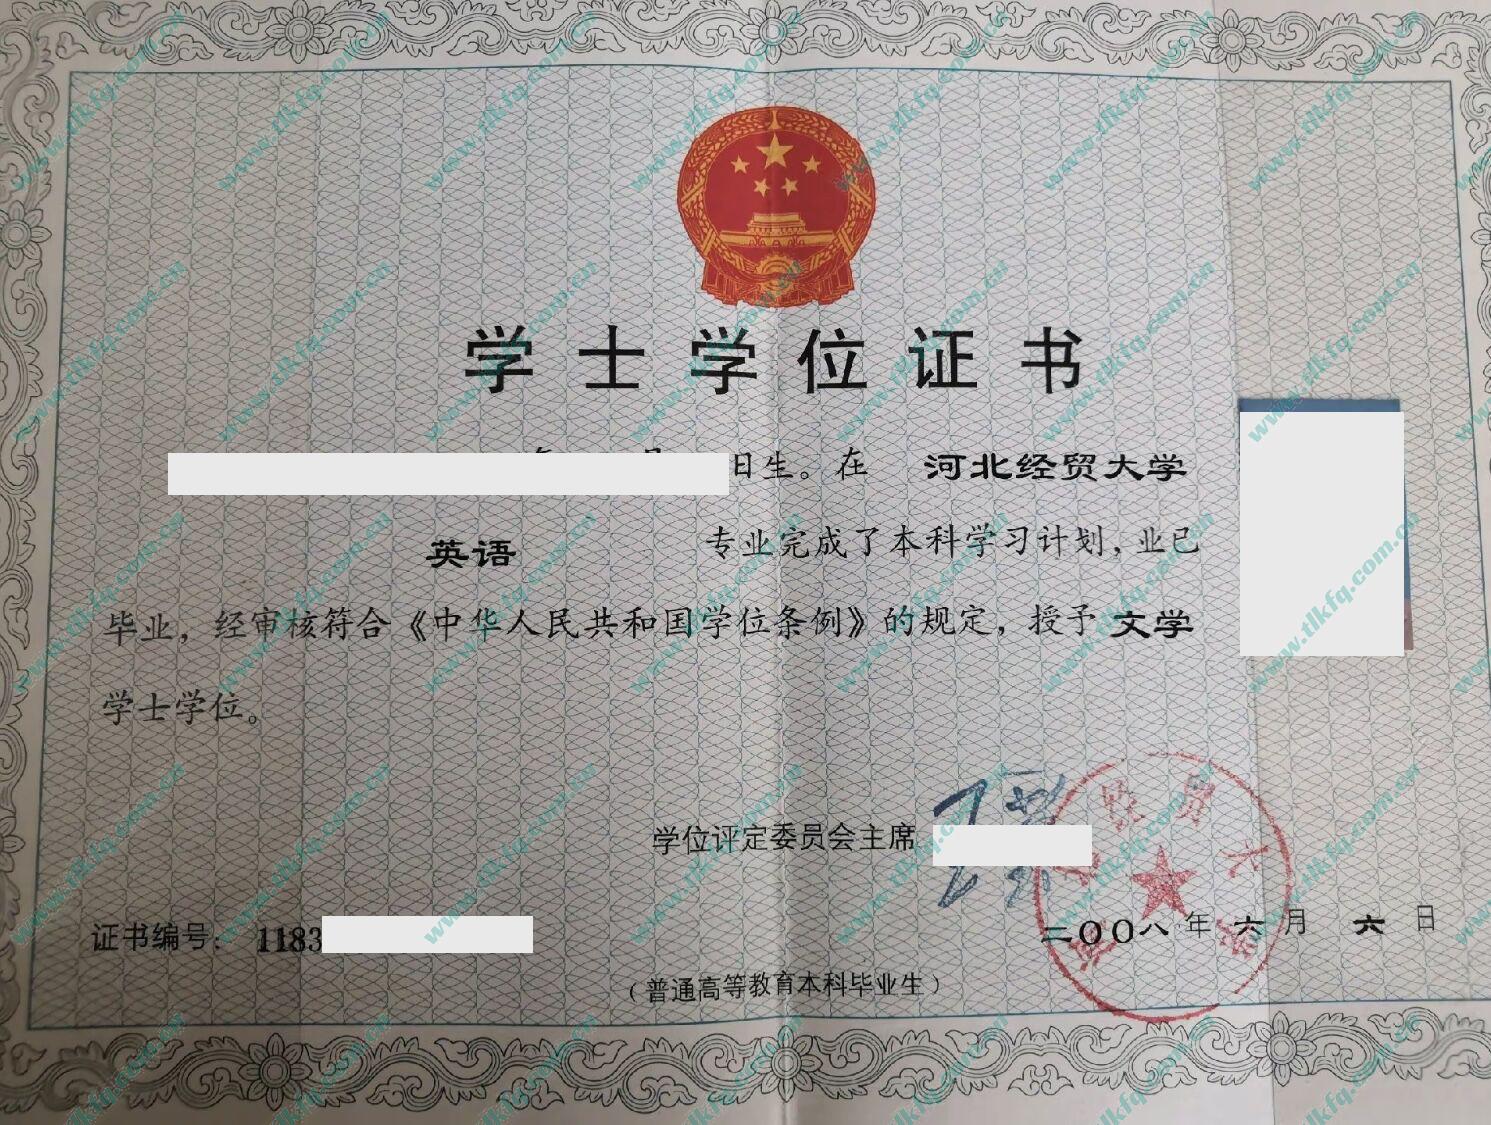 学士学位证书
日生。在 河北经贸大学
英语 专业完成了本科学习计划，业已
毕业，经审核符合《中华人民共和国学位条例》的规定，授予 文学
学士学位。
学位评定委员会主席
证书编号： 1183
二〇〇八 年 六 月 六 日
（普通高等教育本科毕业生）
www.tlkfq.com.cn